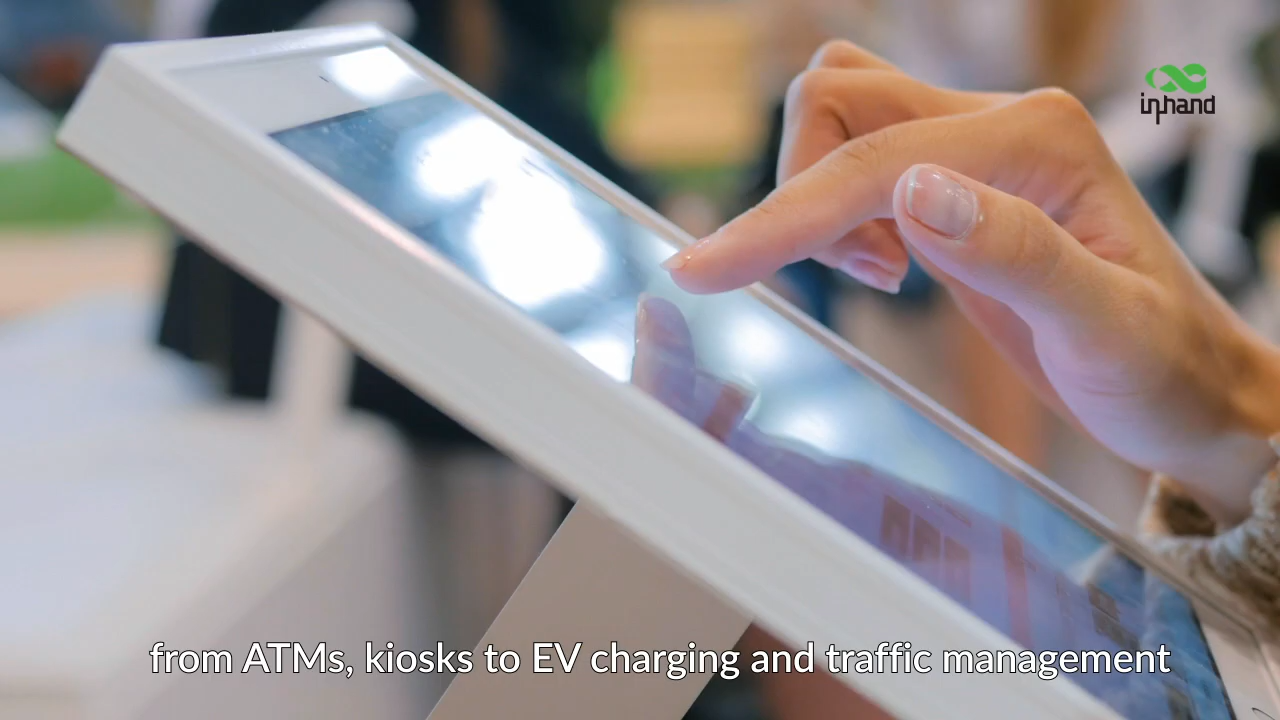 inhand
from ATMs, kiosks to EV charging and traffic management